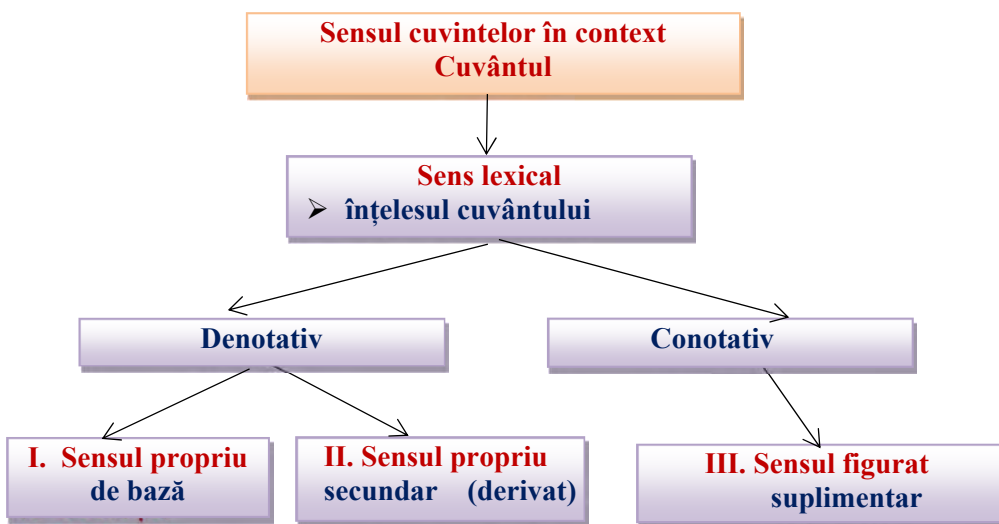 Sensul cuvintelor în context
Cuvântul
Sens lexical
➢ înțelesul cuvântului
Denotativ
Conotativ
I. Sensul propriu
de bază
II. Sensul propriu
secundar (derivat)
III. Sensul figurat
suplimentar